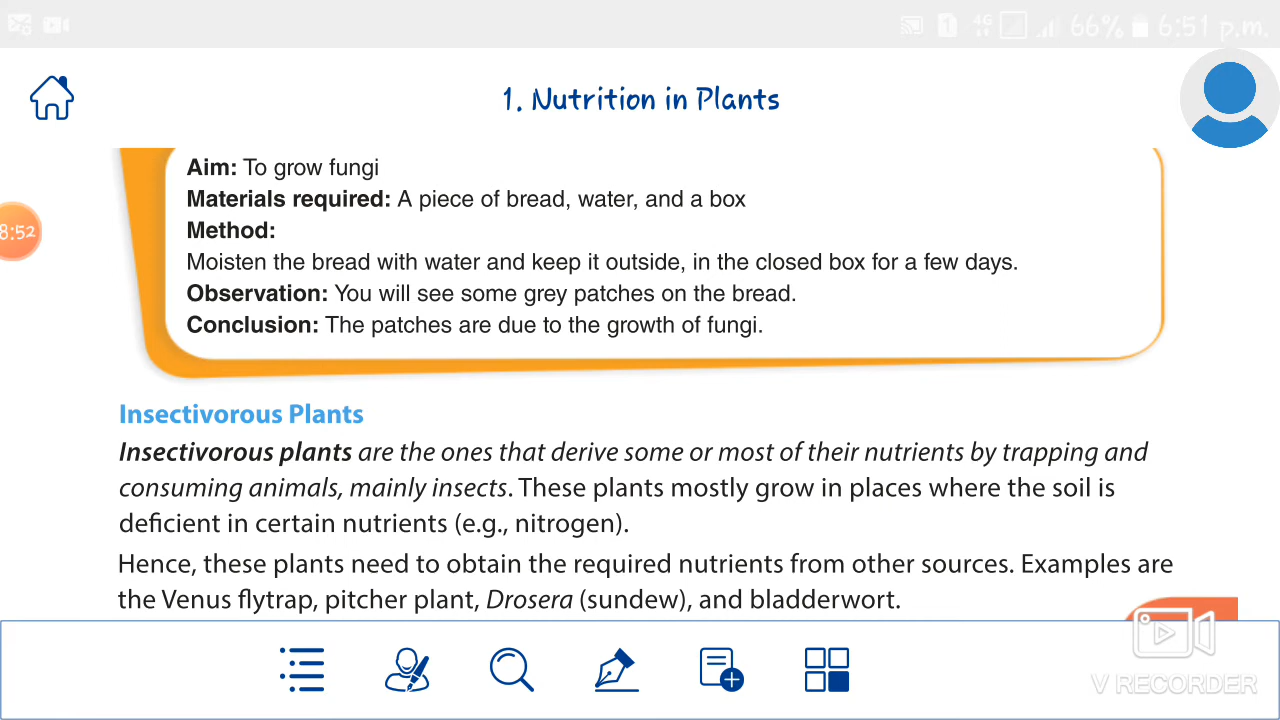 1 4G 66% 6:51 p.m.
1. Nutrition in Plants
Aim: To grow fungi
Materials required: A piece of bread, water, and a box
8:52
Method:
Moisten the bread with water and keep it outside, in the closed box for a few days.
Observation: You will see some grey patches on the bread.
Conclusion: The patches are due to the growth of fungi.
Insectivorous Plants
Insectivorous plants are the ones that derive some or most of their nutrients by trapping and
consuming animals, mainly insects. These plants mostly grow in places where the soil is
deficient in certain nutrients (e.g., nitrogen).
Hence, these plants need to obtain the required nutrients from other sources. Examples are
the Venus flytrap, pitcher plant, Drosera (sundew), and bladderwort.
V RECORDER